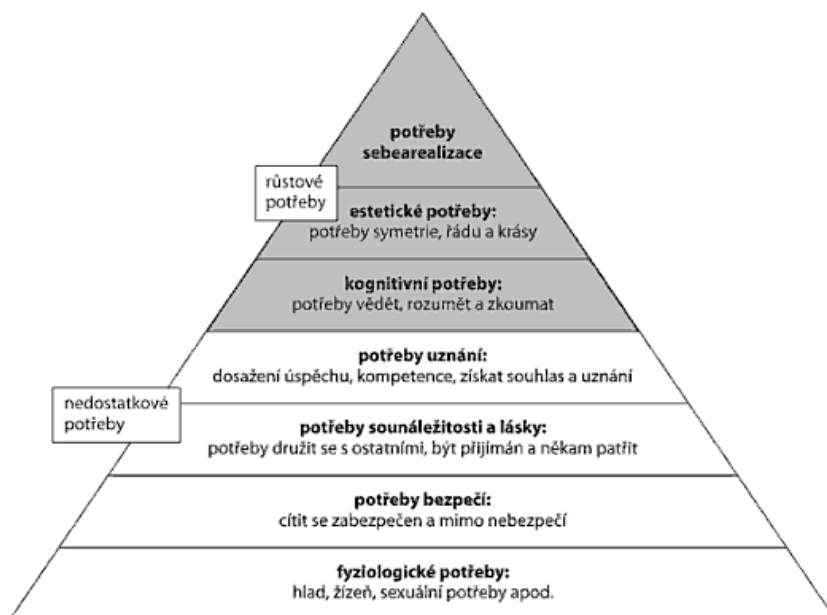 potřeby
sebearealizace
růstové
potřeby
estetické potřeby:
potřeby symetrie, řádu a krásy
kognitivní potřeby:
potřeby vědět, rozumět a zkoumat
potřeby uznání:
dosažení úspěchu, kompetence, získat souhlas a uznání
nedostatkové
potřeby
potřeby sounáležitosti a lásky:
potřeby družit se s ostatními, být přijímán a někam patřit
potřeby bezpečí:
cítit se zabezpečen a mimo nebezpečí
fyziologické potřeby:
hlad, žízeň, sexuální potřeby apod.